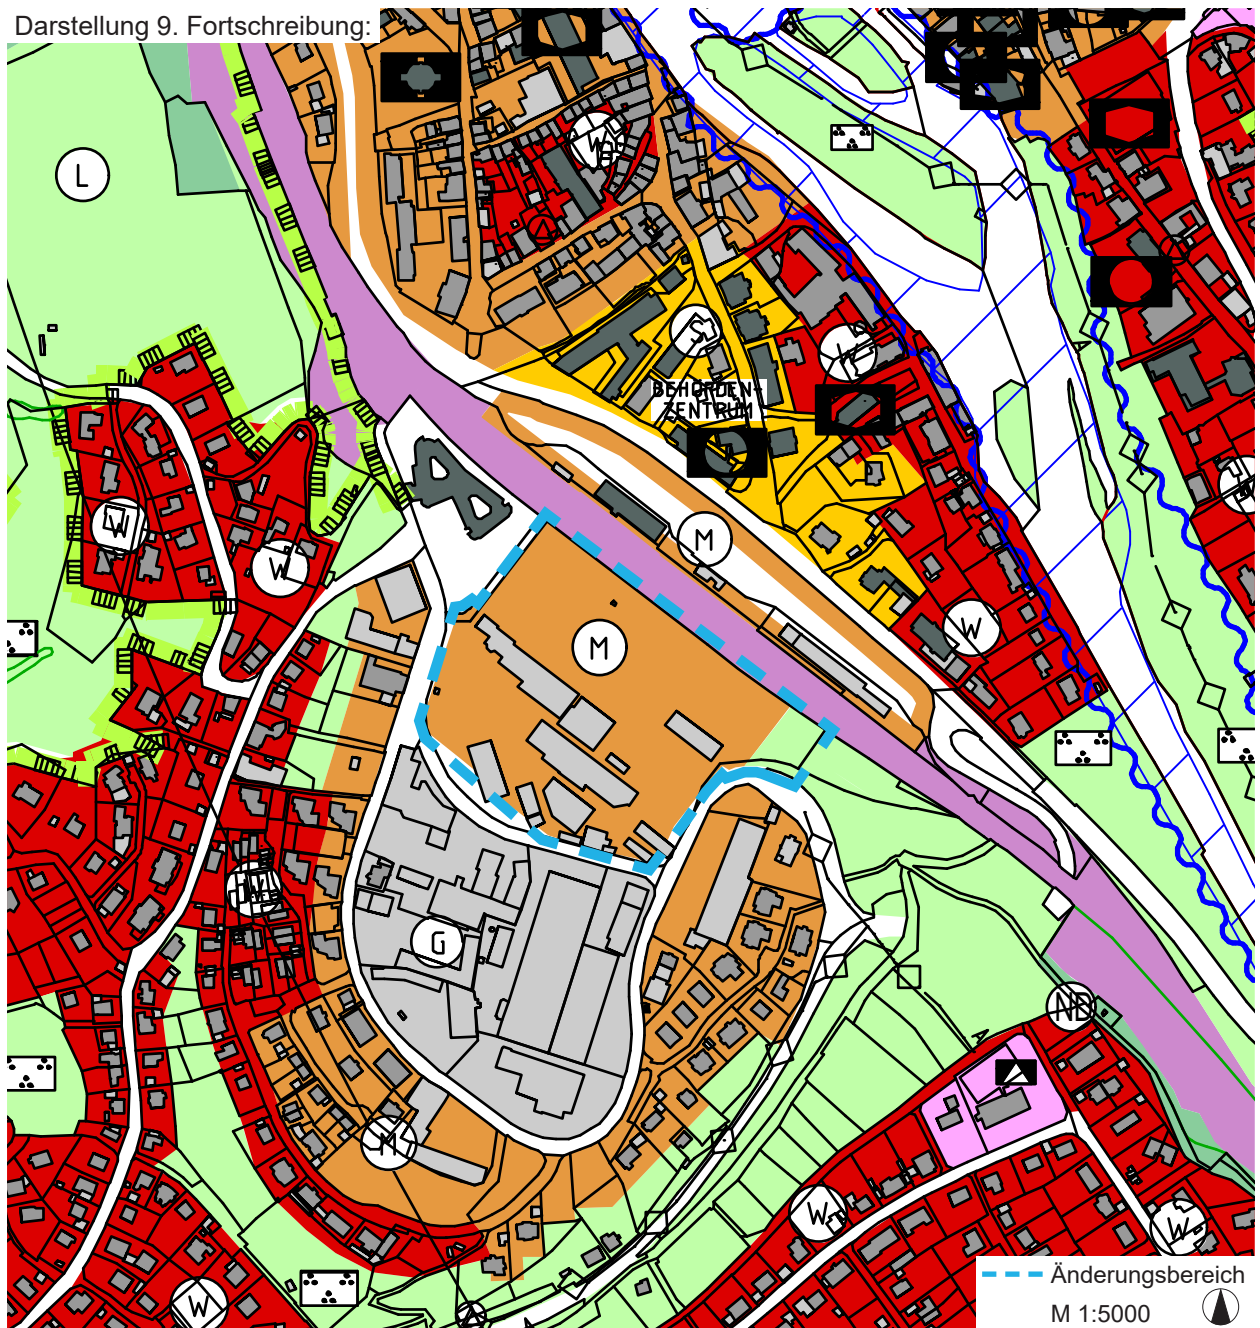 Darstellung 9. Fortschreibung:
L
W
S
W
BEHÖRDEN-
ZENTRUM
W
M
W
W
W
M
M
G
ND
M
W
W
W
Änderungsbereich
M 1:5000